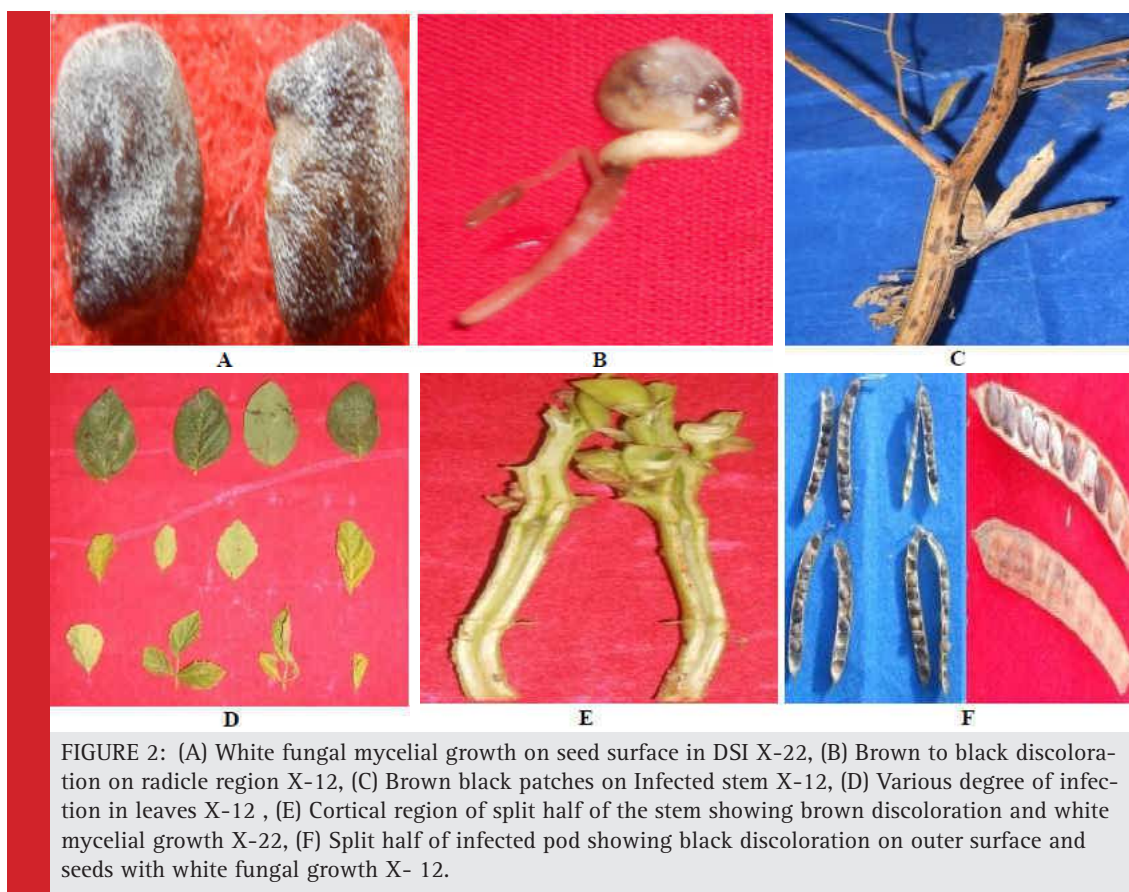 A
B
C
D
E
F
FIGURE 2: (A) White fungal mycelial growth on seed surface in DSI X-22, (B) Brown to black discolora-
tion on radicle region X-12, (C) Brown black patches on Infected stem X-12, (D) Various degree of infec-
tion in leaves X-12 , (E) Cortical region of split half of the stem showing brown discoloration and white
mycelial growth X-22, (F) Split half of infected pod showing black discoloration on outer surface and
seeds with white fungal growth X- 12.